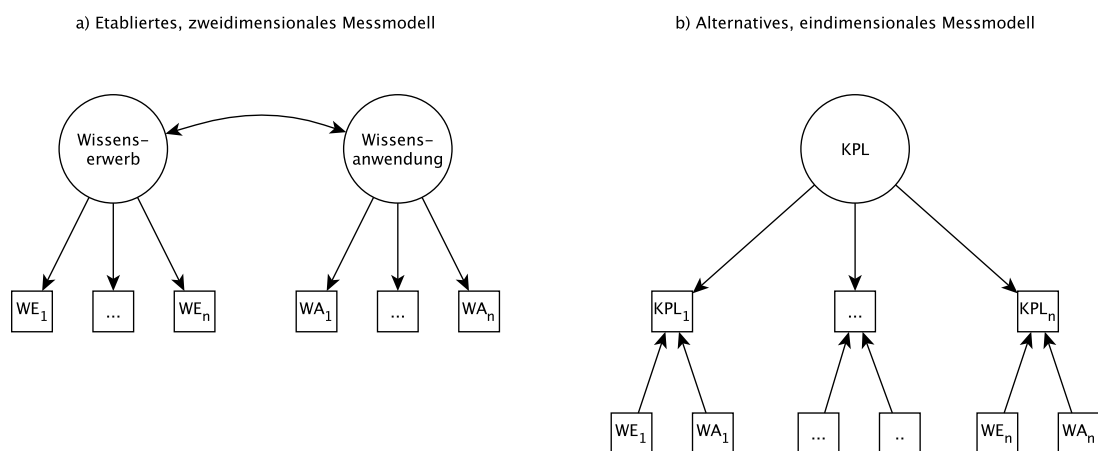 a) Etabliertes, zweidimensionales Messmodell
b) Alternatives, eindimensionales Messmodell
Wissens-
erwerb
Wissens-
anwendung
KPL
WE1
...
WEn
WA1
...
WAn
KPL1
...
KPLn
WE1
WA1
...
..
WEn
WAn